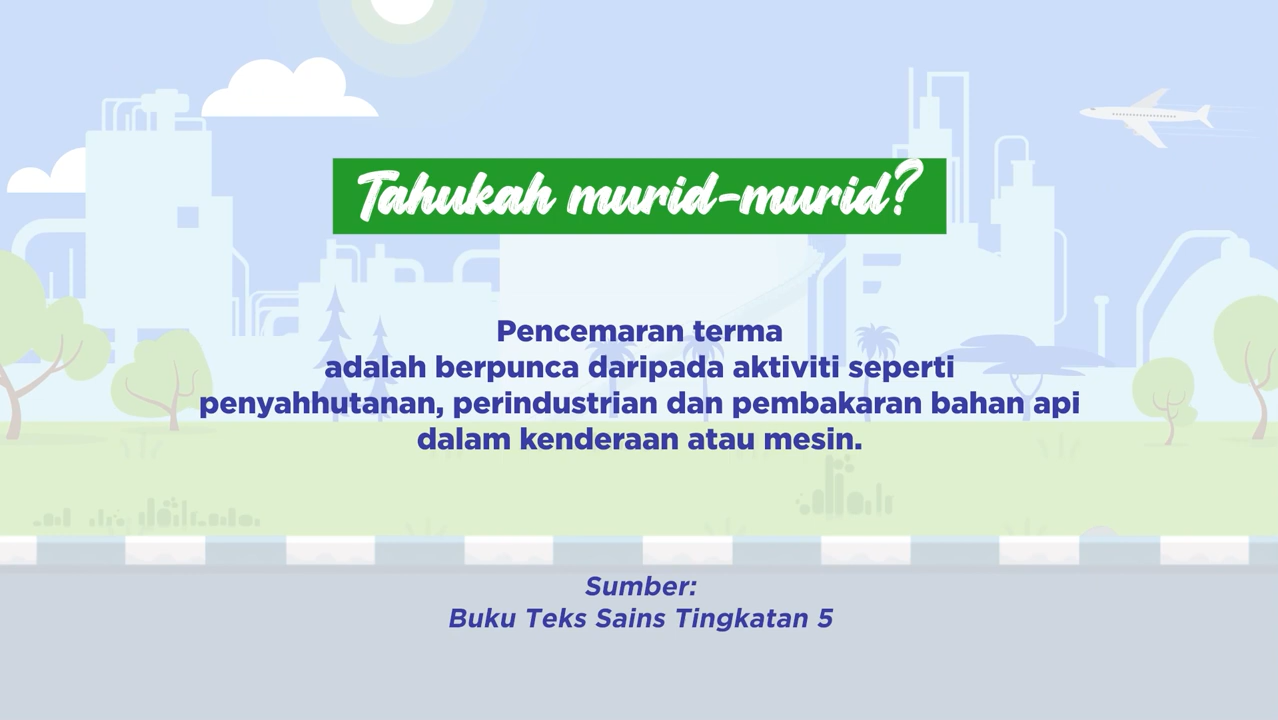 Tahukah murid-murid?
Pencemaran terma
adalah berpunca daripada aktiviti seperti
penyahhutanan, perindustrian dan pembakaran bahan api
dalam kenderaan atau mesin.
Sumber:
Buku Teks Sains Tingkatan 5